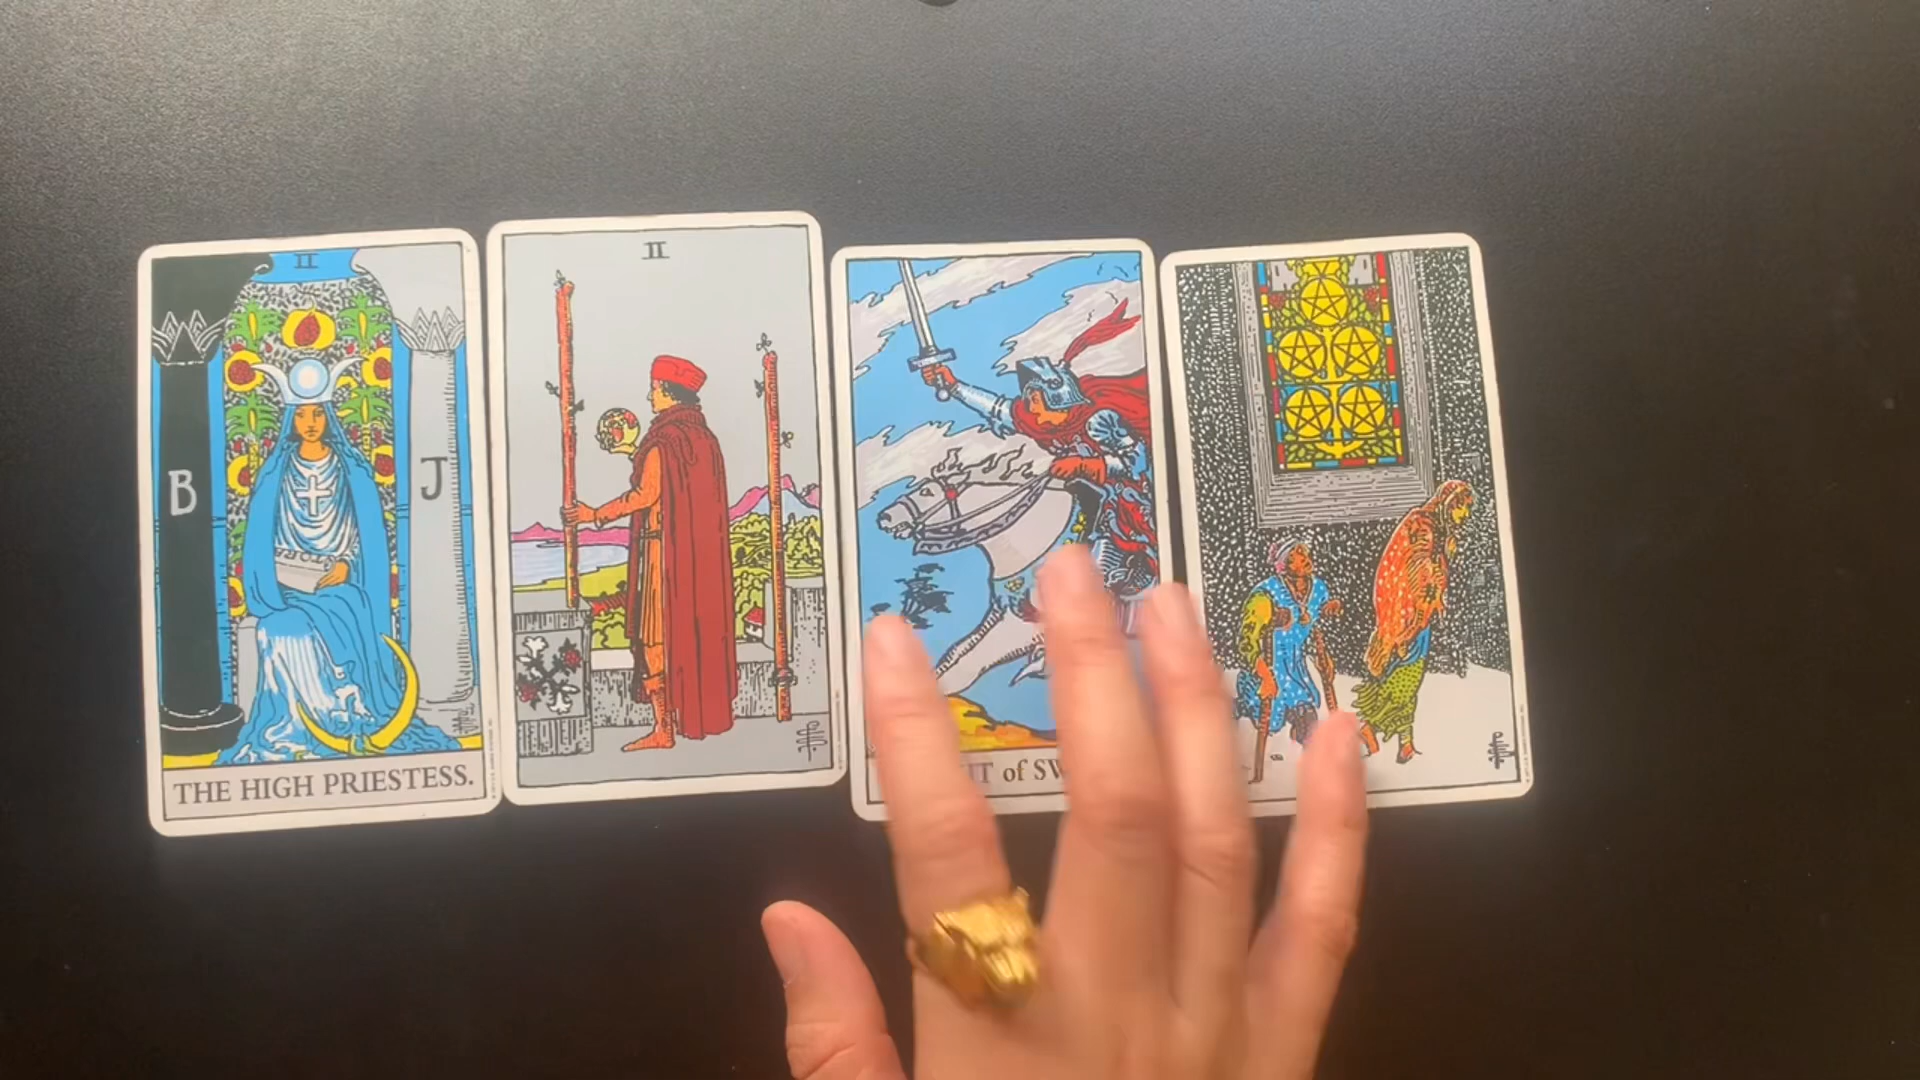 II
B
J
THE HIGH PRIESTESS.
II
of